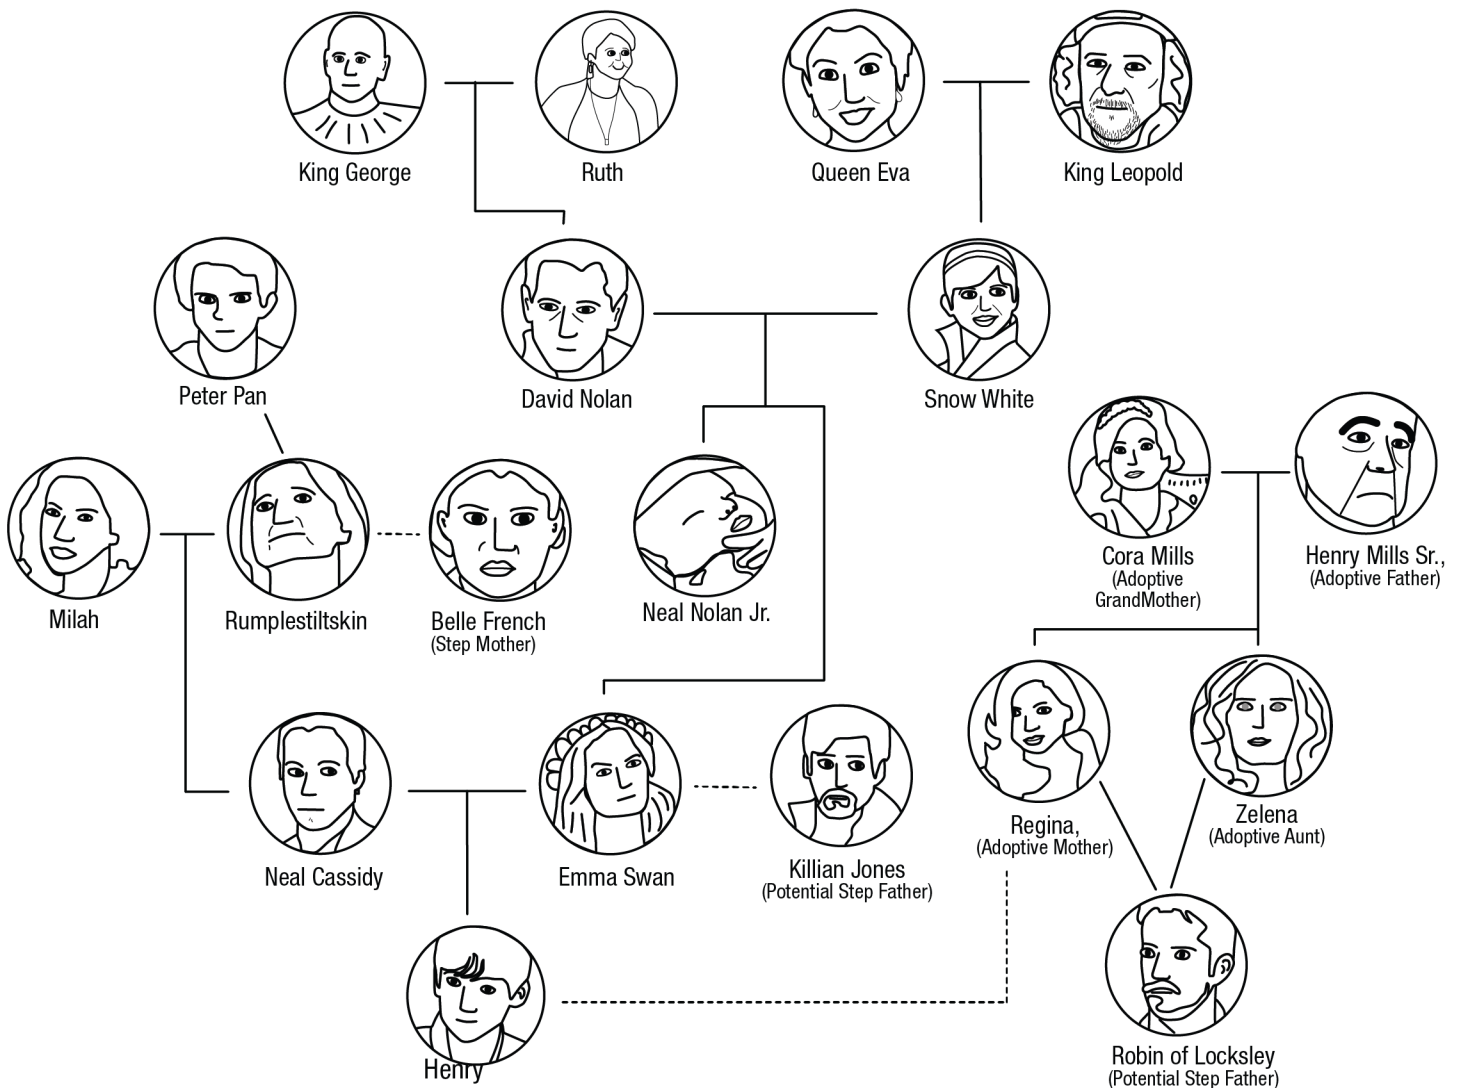 King George
Ruth
Queen Eva
King Leopold
Peter Pan
David Nolan
Snow White
Milah
Rumplestiltskin
Belle French
(Step Mother)
Neal Nolan Jr.
Cora Mills
(Adoptive
GrandMother)
Henry Mills Sr.,
(Adoptive Father)
Neal Cassidy
Emma Swan
Killian Jones
(Potential Step Father)
Regina,
(Adoptive Mother)
Zelena
(Adoptive Aunt)
Henry
Robin of Locksley
(Potential Step Father)